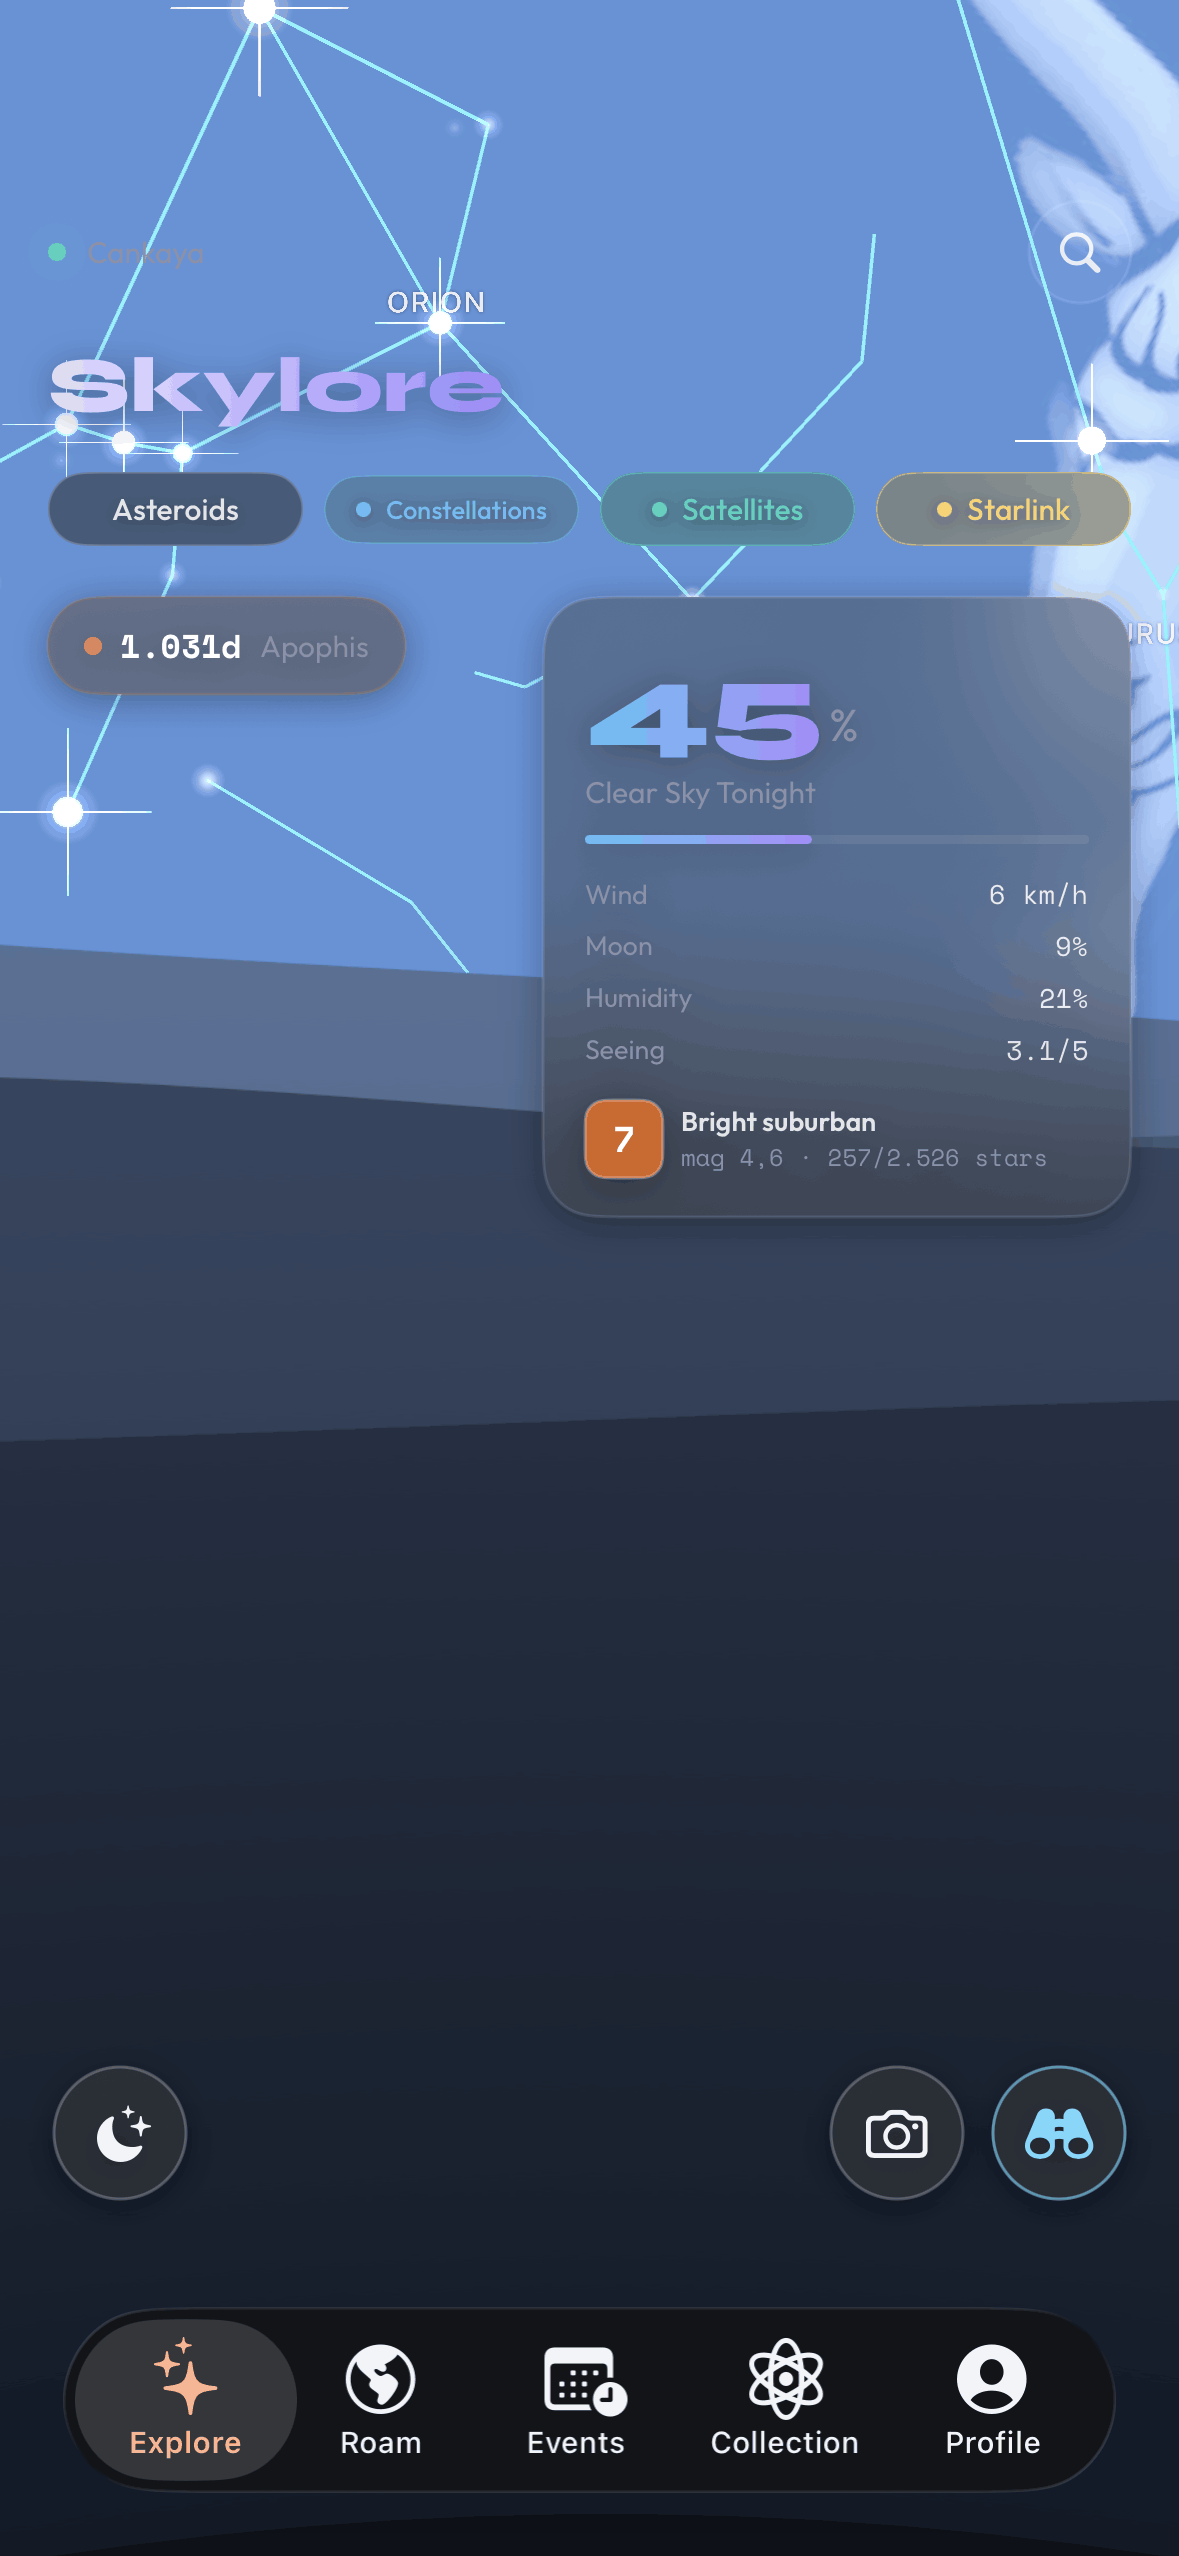 Cankaya
ORION
Skylore
Asteroids
Constellations
Satellites
Starlink
1.031d Apophis
URU
45%
Clear Sky Tonight
Wind 6 km/h
Moon 9%
Humidity 21%
Seeing 3.1/5
7
Bright suburban
mag 4,6 · 257/2.526 stars
Explore
Roam
Events
Collection
Profile